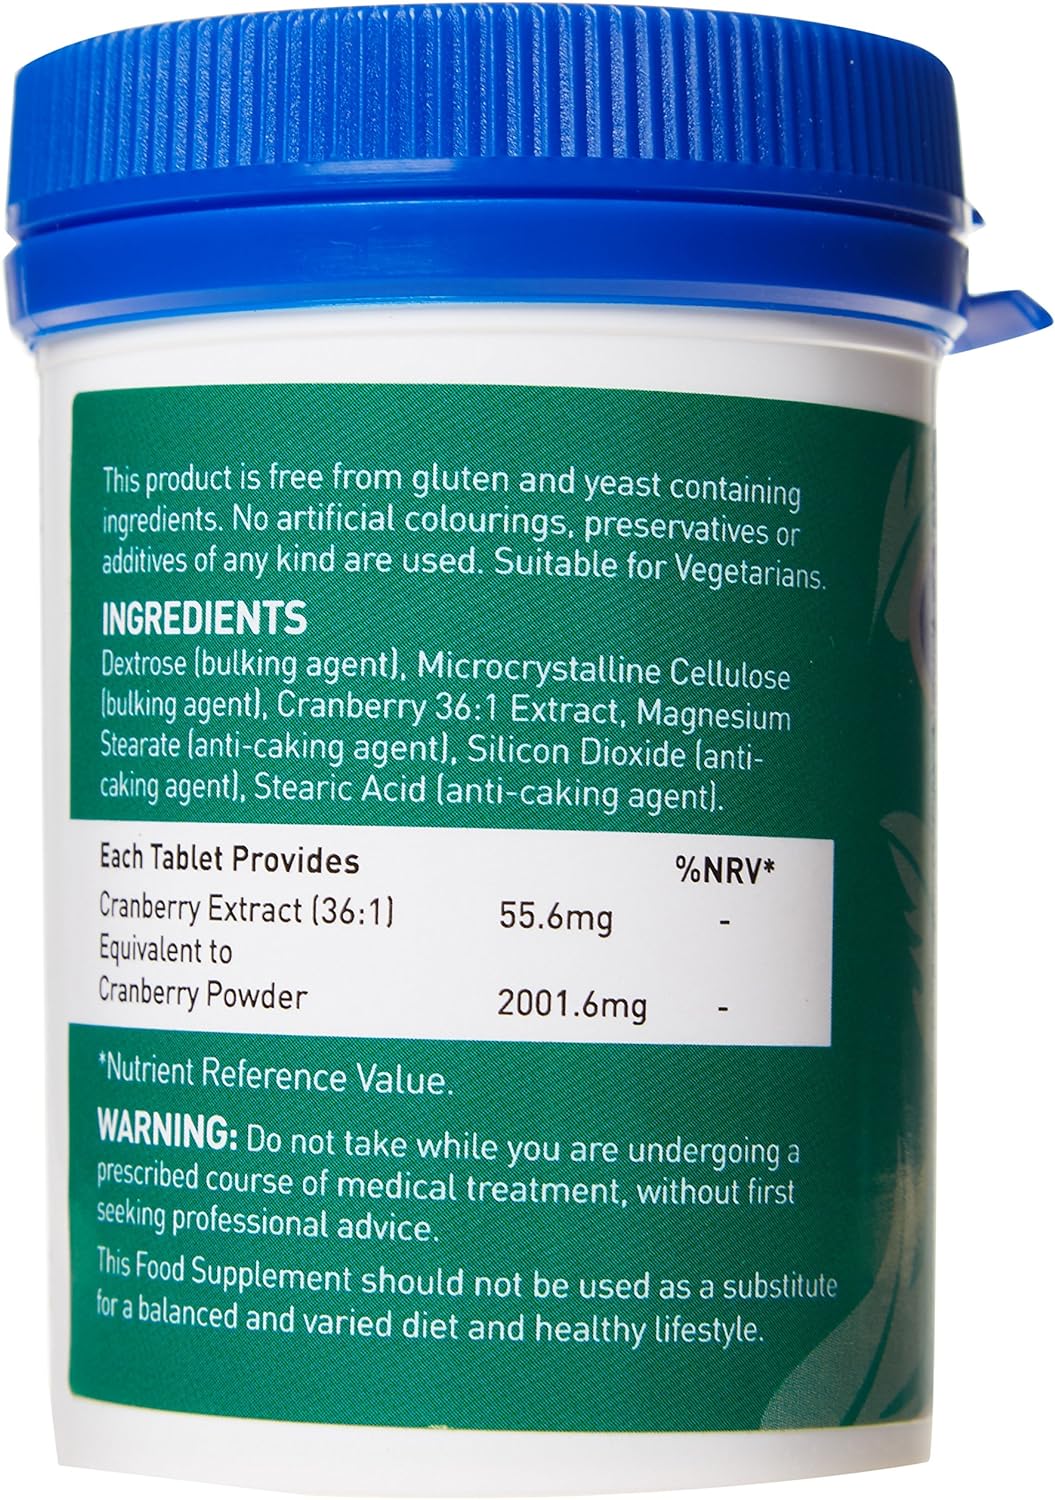 This product is free from gluten and yeast containing
ingredients. No artificial colourings, preservatives or
additives of any kind are used. Suitable for Vegetarians.
INGREDIENTS
Dextrose (bulking agent), Microcrystalline Cellulose
(bulking agent), Cranberry 36:1 Extract, Magnesium
Stearate (anti-caking agent), Silicon Dioxide (anti-
caking agent), Stearic Acid (anti-caking agent).
Each Tablet Provides %NRV*
Cranberry Extract (36:1) 55.6mg -
Equivalent to
Cranberry Powder 2001.6mg -
*Nutrient Reference Value.
WARNING: Do not take while you are undergoing a
prescribed course of medical treatment, without first
seeking professional advice.
This Food Supplement should not be used as a substitute
for a balanced and varied diet and healthy lifestyle.